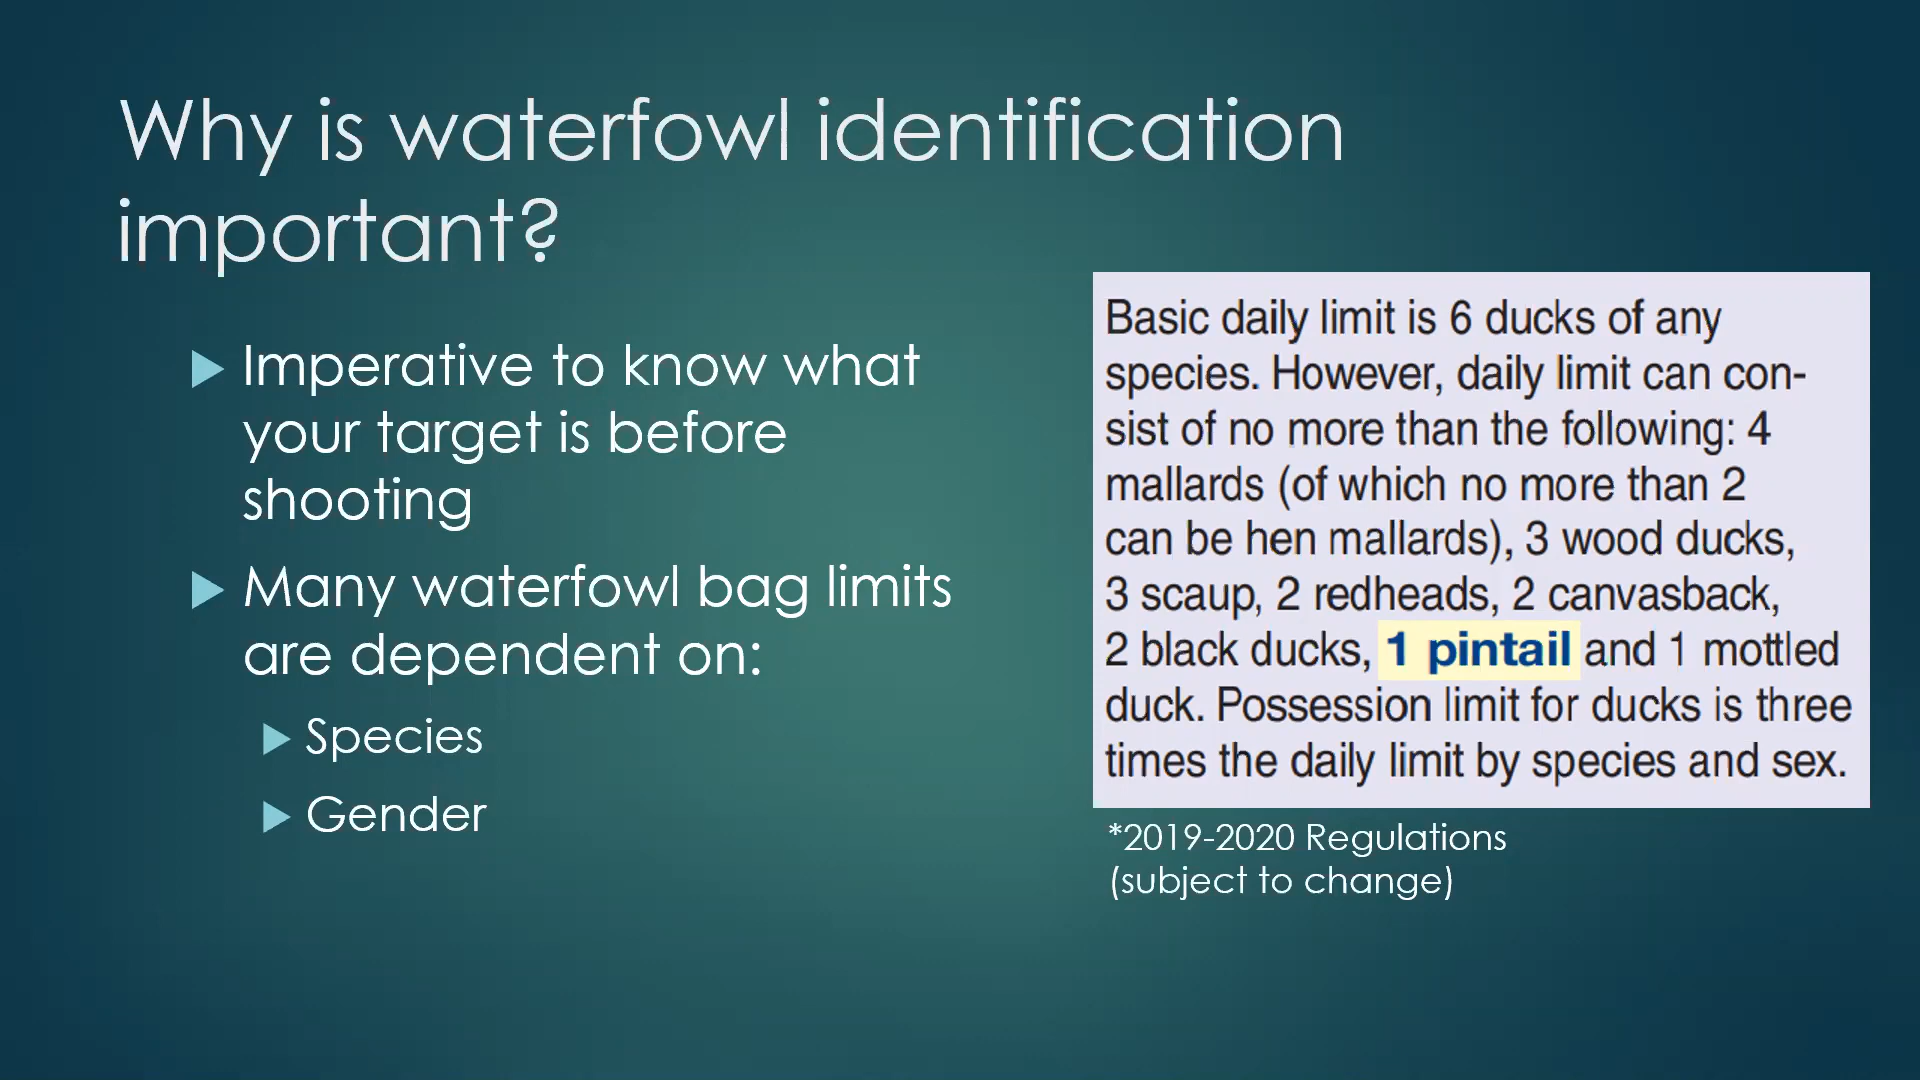 Why is waterfowl identification
important?
Imperative to know what
your target is before
shooting
Many waterfowl bag limits
are dependent on:
Species
Gender
Basic daily limit is 6 ducks of any
species. However, daily limit can con-
sist of no more than the following: 4
mallards (of which no more than 2
can be hen mallards), 3 wood ducks,
3 scaup, 2 redheads, 2 canvasback,
2 black ducks, 1 pintail and 1 mottled
duck. Possession limit for ducks is three
times the daily limit by species and sex.
*2019-2020 Regulations
(subject to change)